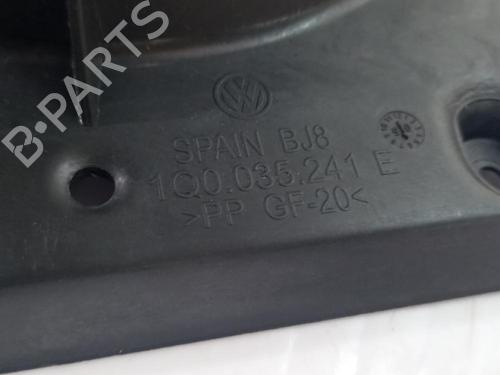 SPAIN BJ8
1Q0.035.241 E
>PP GF-20<
B-PARTS